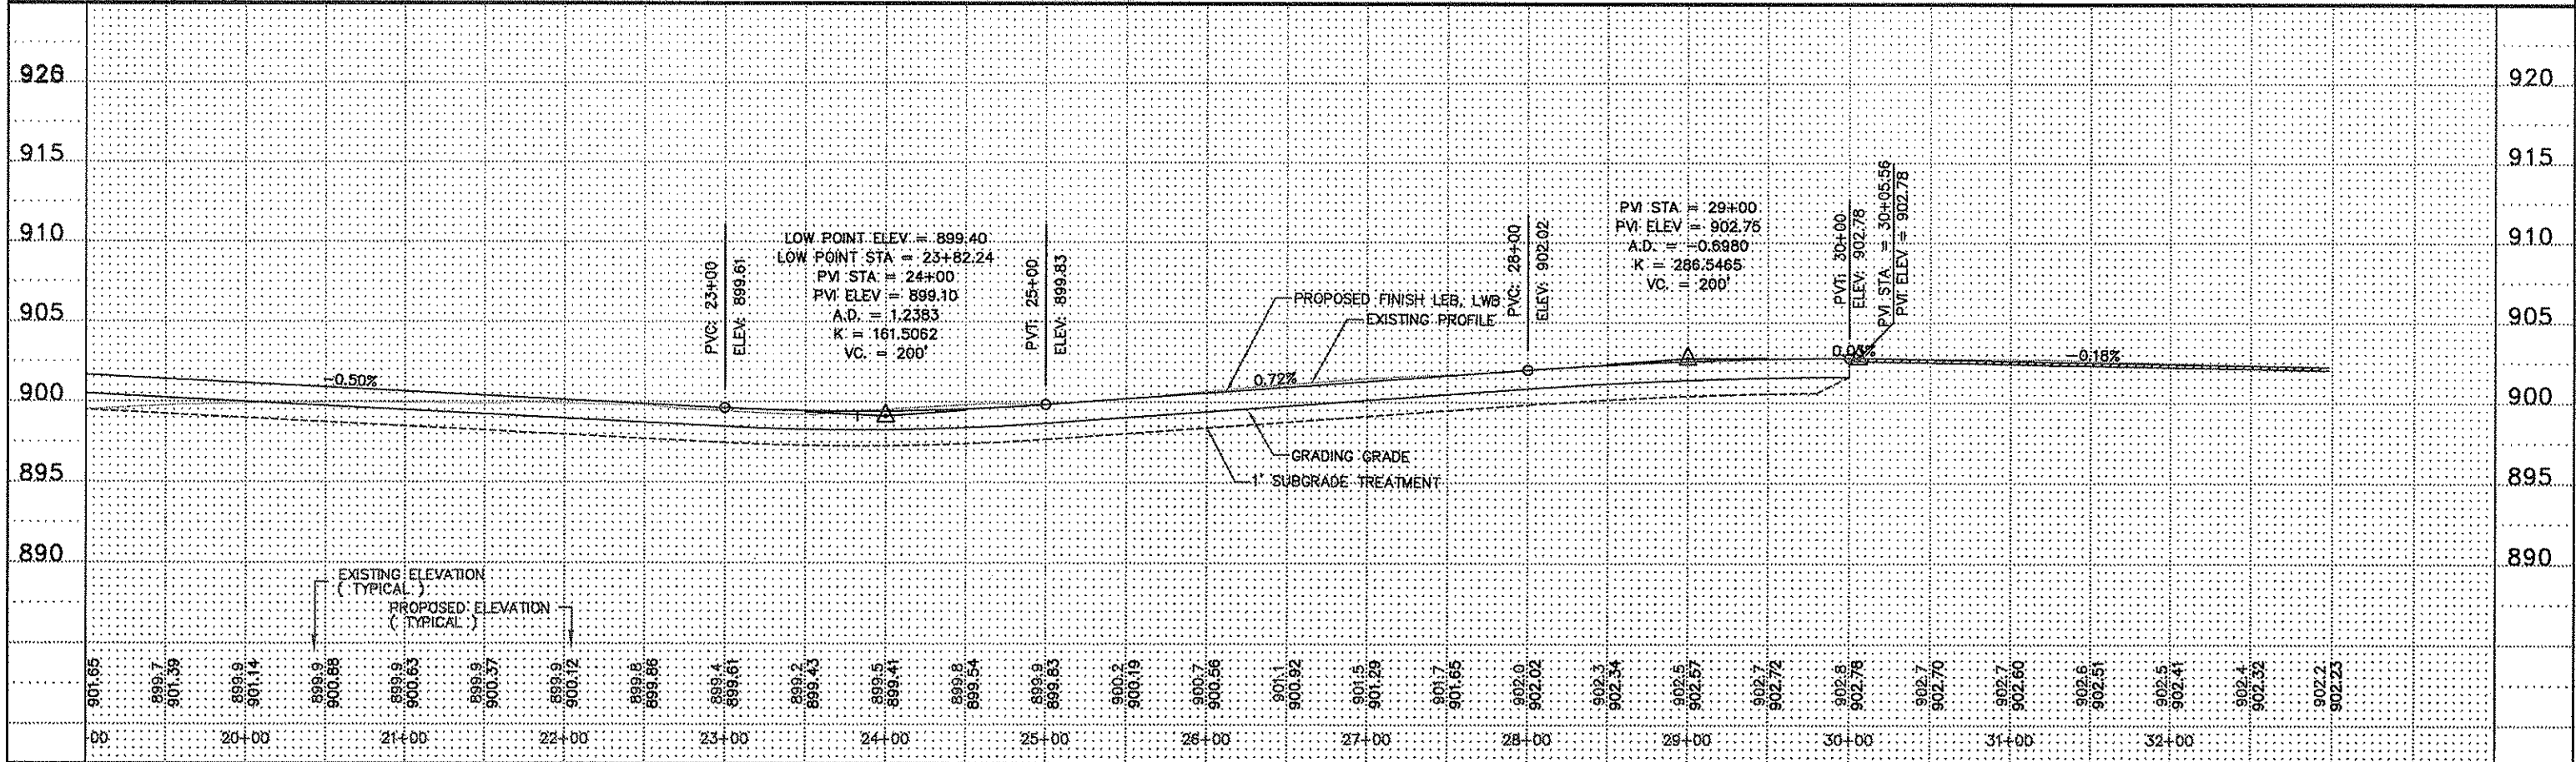 920
915
910
905
900
895
890
920
915
910
905
900
895
890
-0.50%
PVC: 23+00
ELEV: 899.61
LOW POINT ELEV = 899.40
LOW POINT STA = 23+82.24
PVI STA = 24+00
PVI ELEV = 899.10
A.D. = 1.2383
K = 161.5062
VC. = 200'
PVT: 25+00
ELEV: 899.83
PROPOSED FINISH LEB, LWB
EXISTING PROFILE
0.72%
GRADING GRADE
1' SUBGRADE TREATMENT
PVC: 28+00
ELEV: 902.02
PVI STA = 29+00
PVI ELEV = 902.75
A.D. = -0.6980
K = 286.5465
VC. = 200'
PVT: 30+00
ELEV: 902.78
PVI STA = 30+05.56
PVI ELEV = 902.78
-0.18%
EXISTING ELEVATION
( TYPICAL )
PROPOSED ELEVATION
( TYPICAL )
901.65
899.7
901.39
899.9
901.14
899.9
900.88
899.9
900.63
899.9
900.37
899.9
900.12
899.8
899.86
899.4
899.61
899.2
899.43
899.5
899.41
899.8
899.54
899.9
899.83
900.2
900.19
900.7
900.56
901.1
900.92
901.5
901.29
901.7
901.65
902.0
902.02
902.3
902.34
902.5
902.57
902.72
902.8
902.78
902.7
902.70
902.7
902.60
902.6
902.51
902.5
902.41
902.4
902.32
902.2
902.23
+00
20+00
21+00
22+00
23+00
24+00
25+00
26+00
27+00
28+00
29+00
30+00
31+00
32+00